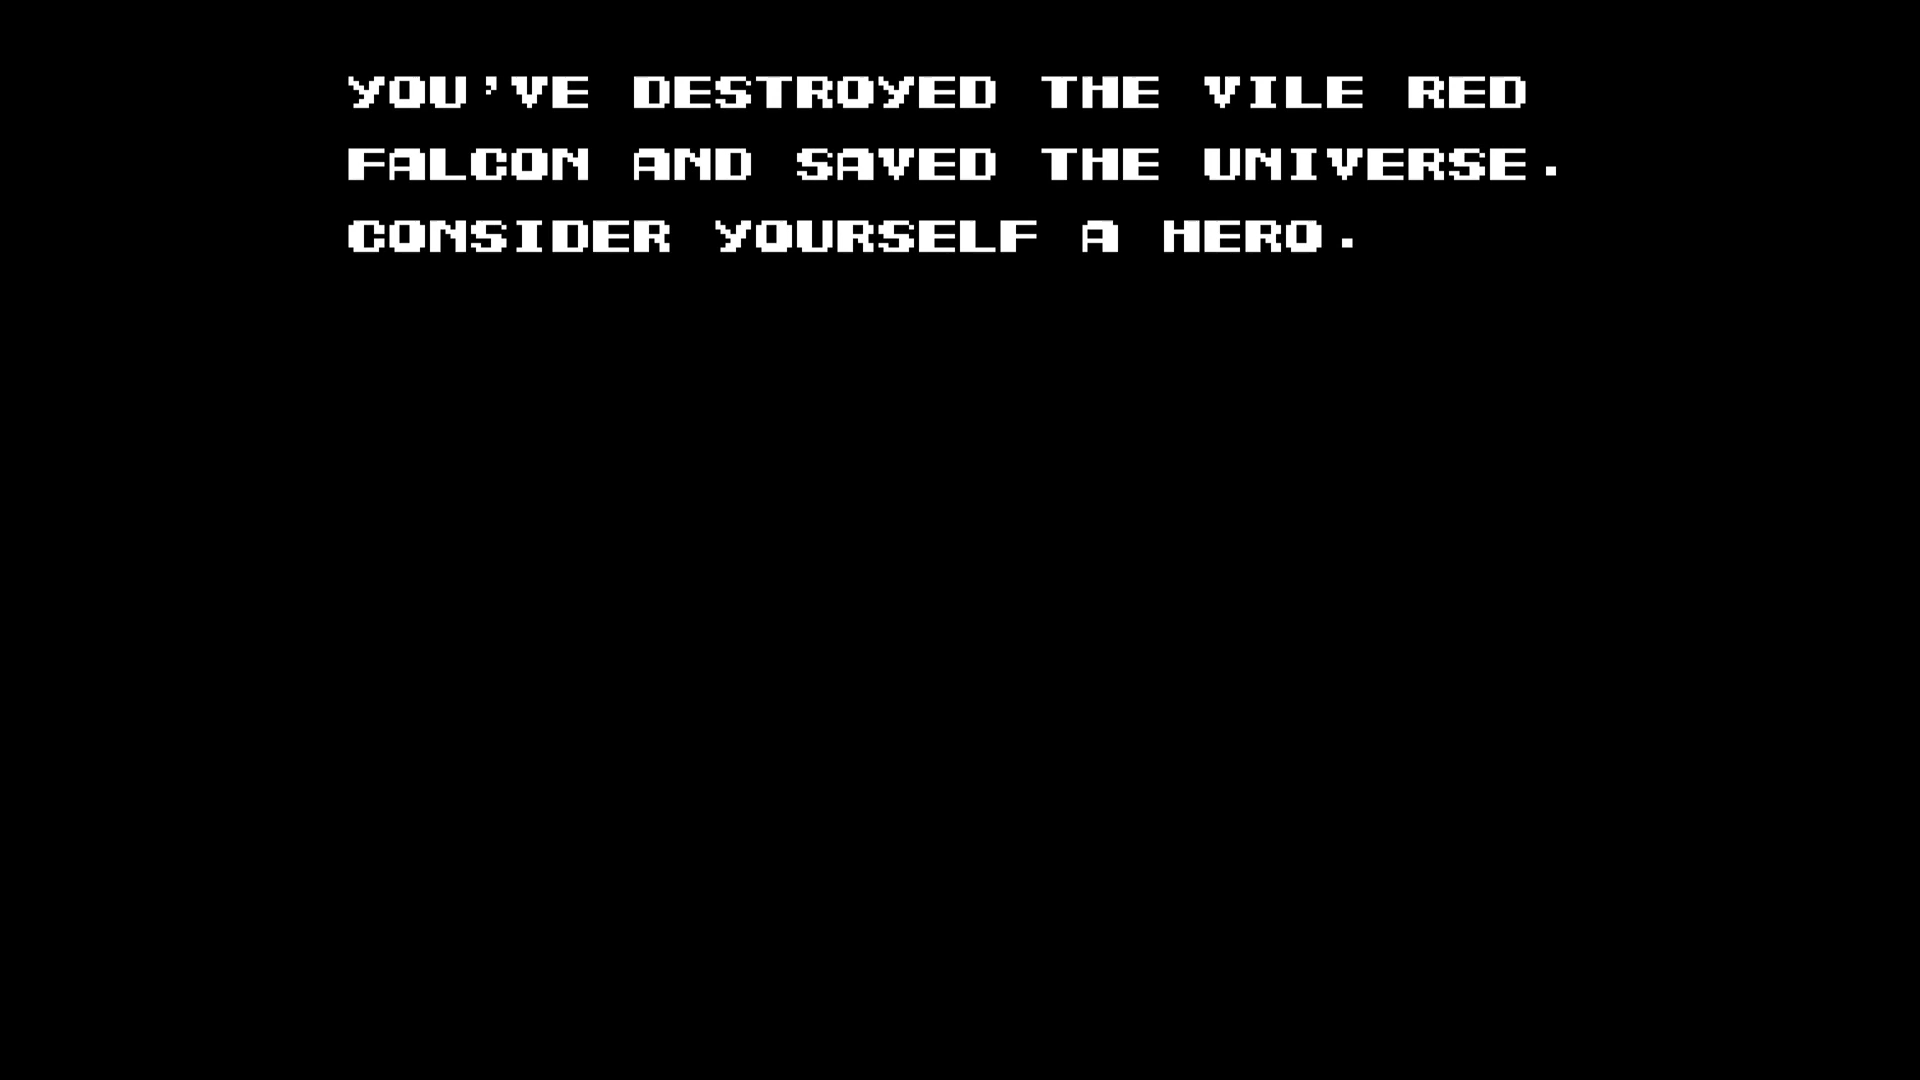 YOU'VE DESTROYED THE VILE RED
FALCON AND SAVED THE UNIVERSE.
CONSIDER YOURSELF A HERO.